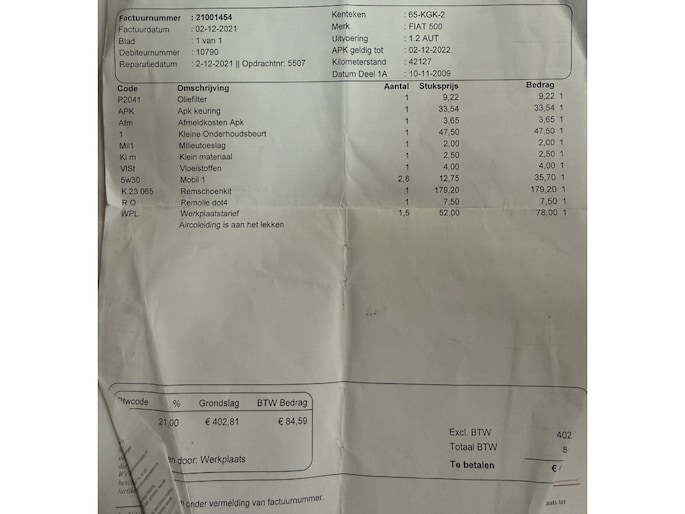 Factuurnummer : 21001454
Factuurdatum : 02-12-2021
Blad : 1 van 1
Debiteurnummer : 10790
Reparatiedatum : 2-12-2021 || Opdrachtnr: 5507
Kenteken : 65-KGK-2
Merk : FIAT 500
Uitvoering : 1.2 AUT
APK geldig tot : 02-12-2022
Kilometerstand : 42127
Datum Deel 1A : 10-11-2009
Code Omschrijving Aantal Stuksprijs Bedrag
P2041 Oliefilter 1 9,22 9,22 1
APK Apk keuring 1 33,54 33,54 1
Afm Afmeldkosten Apk 1 3,65 3,65 1
1 Kleine Onderhoudsbeurt 1 47,50 47,50 1
Mil1 Milieutoeslag 1 2,00 2,00 1
Kl m Klein materiaal 1 2,50 2,50 1
VlSt Vloeistoffen 1 4,00 4,00 1
5w30 Mobil 1 2,8 12,75 35,70 1
K 23 065 Remschoenkit 1 179,20 179,20 1
R O Remolie dot4 1 7,50 7,50 1
WPL Werkplaatstarief 1,5 52,00 78,00 1
Aircoleiding is aan het lekken
Btwcode % Grondslag BTW Bedrag
21,00 € 402,81 € 84,59
en door: Werkplaats
Excl. BTW 402
Totaal BTW 8
Te betalen €
onder vermelding van factuurnummer.
aats tot